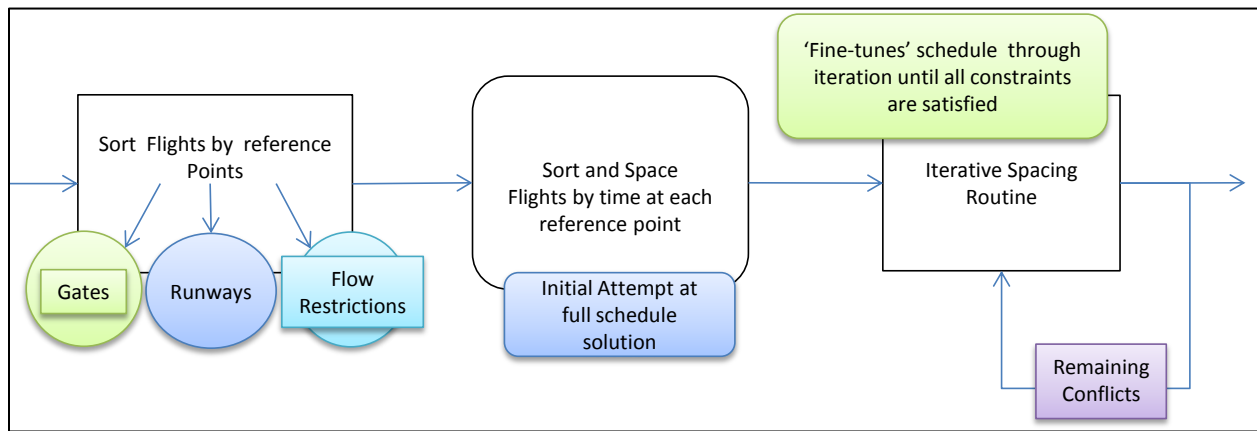 Sort Flights by reference
Points
Gates
Runways
Flow
Restrictions
Sort and Space
Flights by time at each
reference point
Initial Attempt at
full schedule
solution
‘Fine-tunes’ schedule through
iteration until all constraints
are satisfied
Iterative Spacing
Routine
Remaining
Conflicts